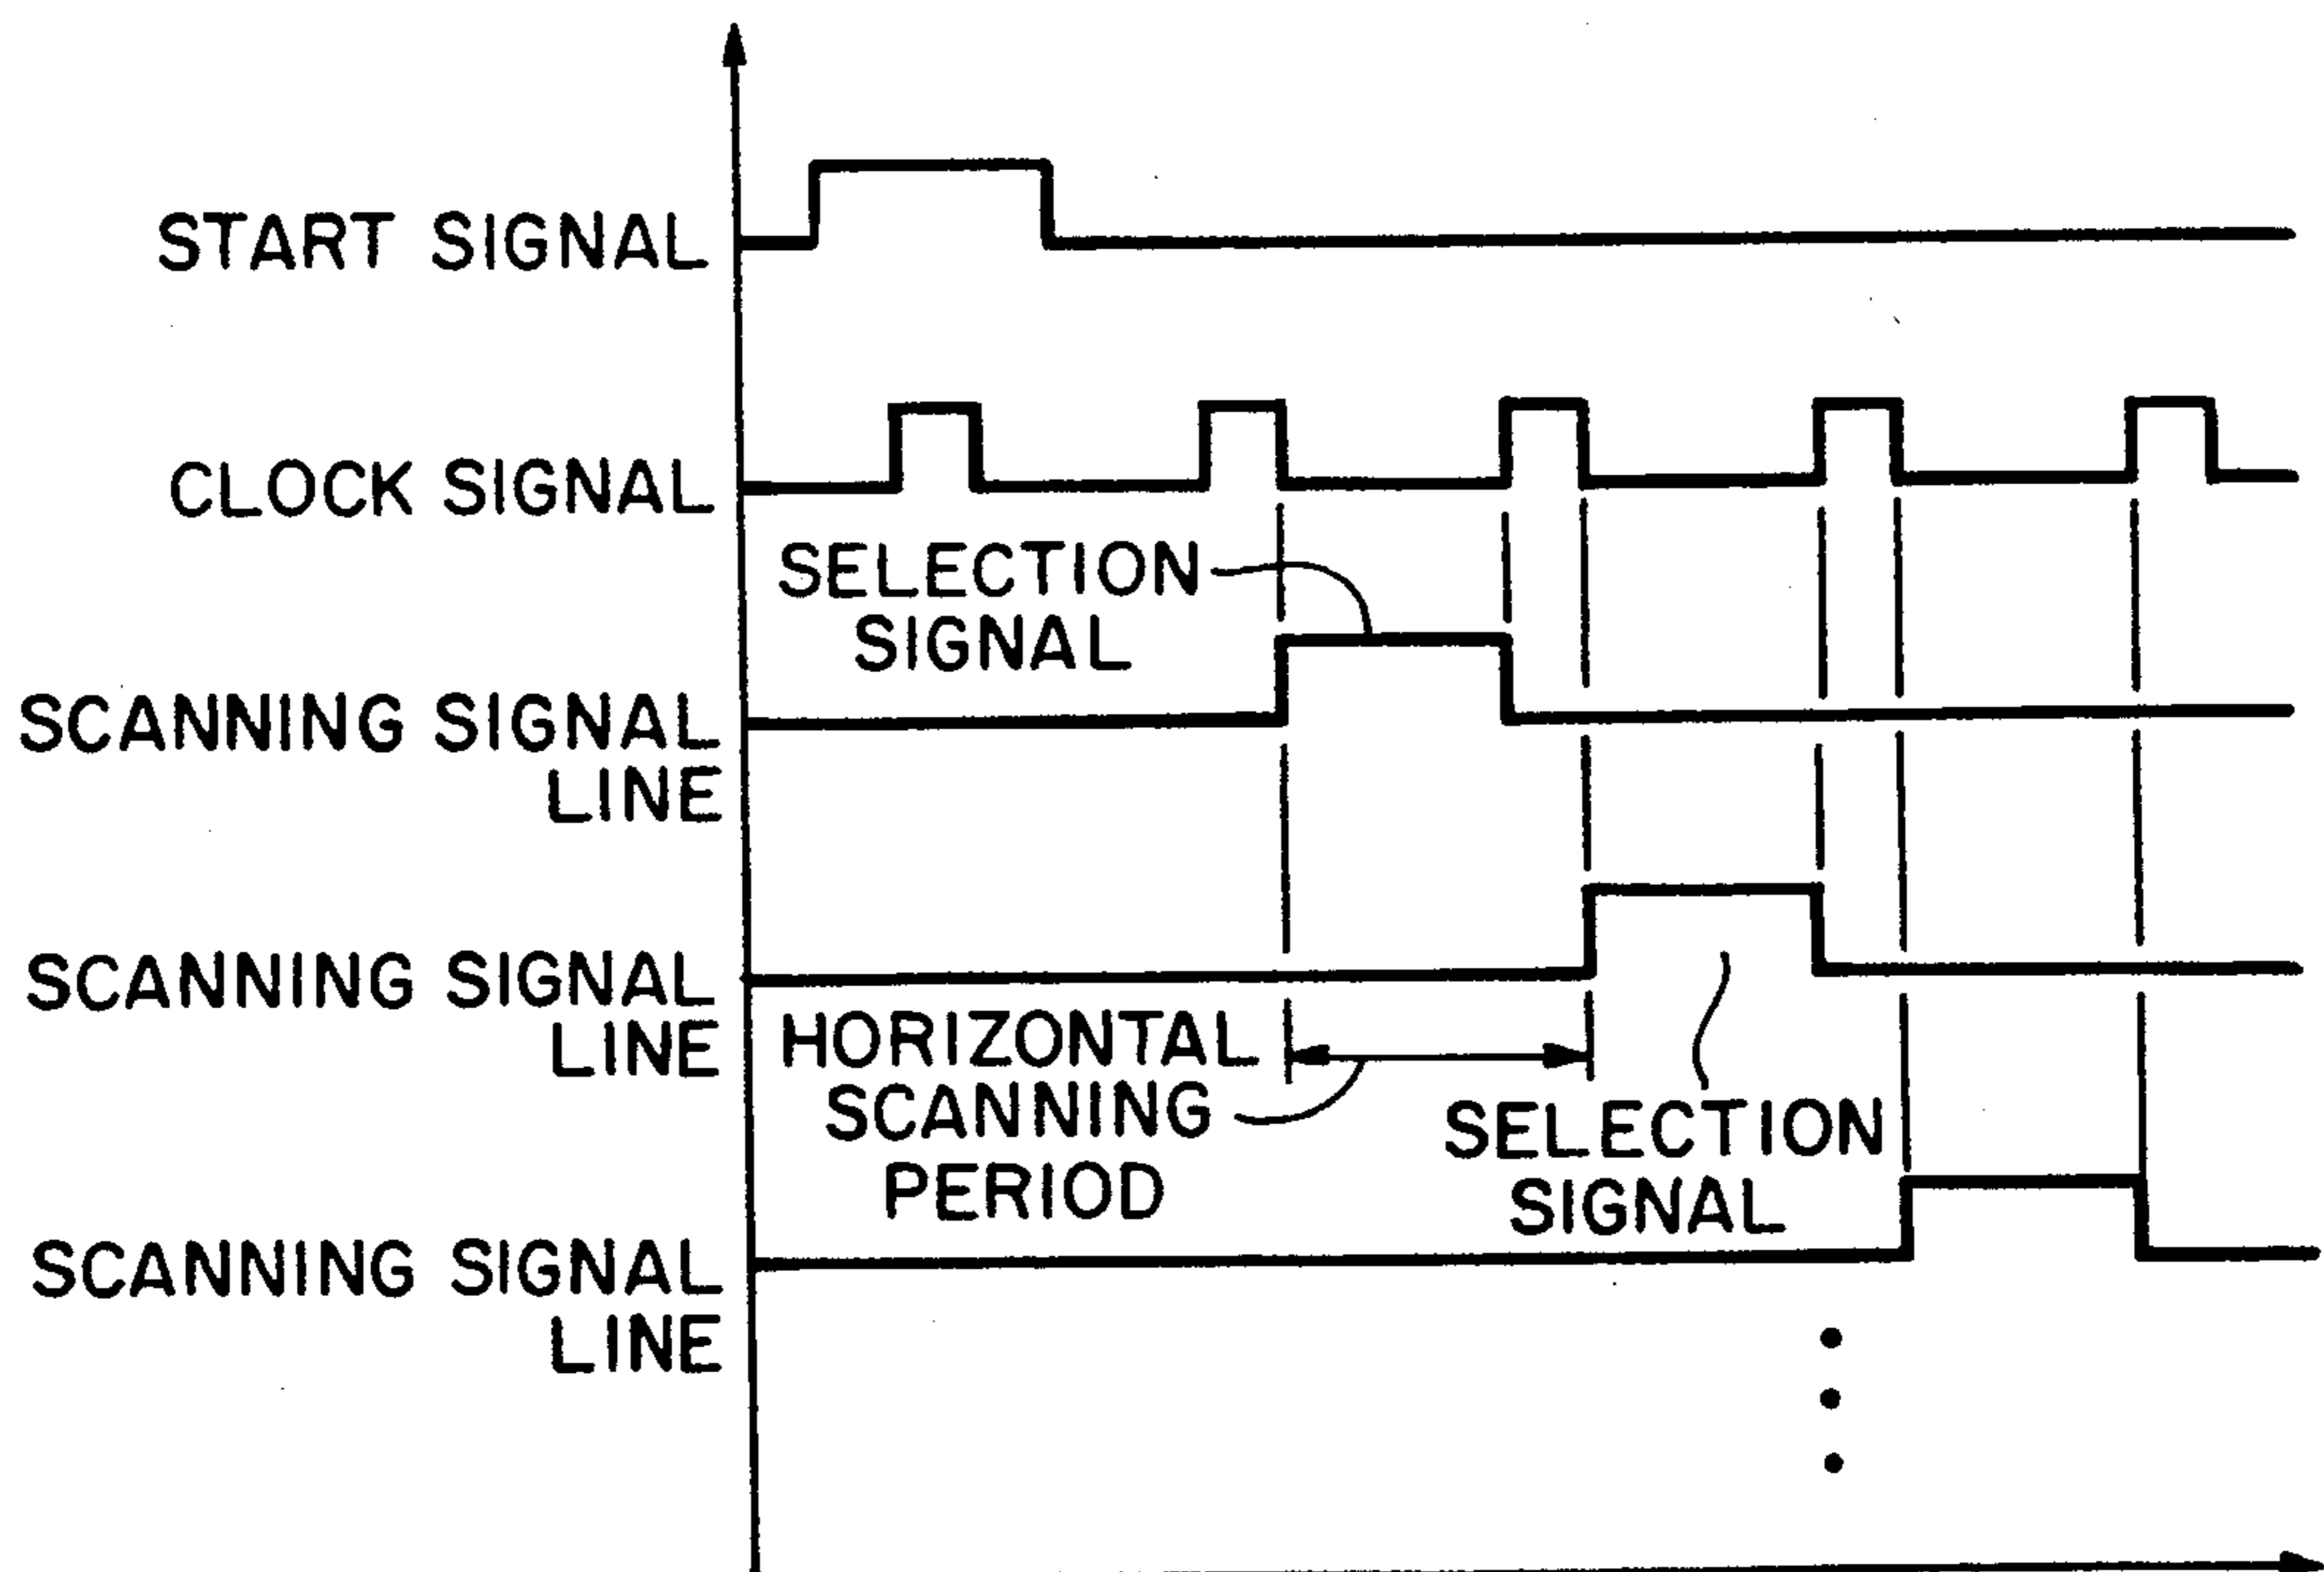 START SIGNAL
CLOCK SIGNAL
SELECTION
SIGNAL
SCANNING SIGNAL
LINE
SCANNING SIGNAL
LINE
HORIZONTAL
SCANNING
PERIOD
SELECTION
SIGNAL
SCANNING SIGNAL
LINE